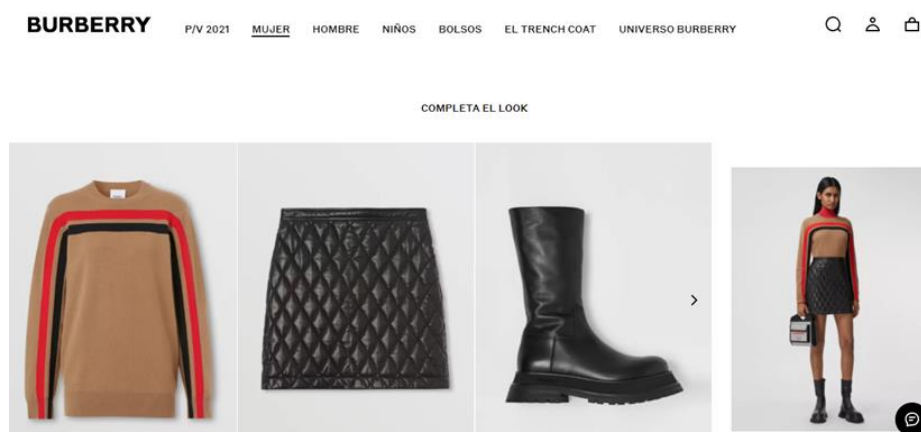 BURBERRY P/V 2021 MUJER HOMBRE NIÑOS BOLSOS EL TRENCH COAT UNIVERSO BURBERRY
COMPLETA EL LOOK